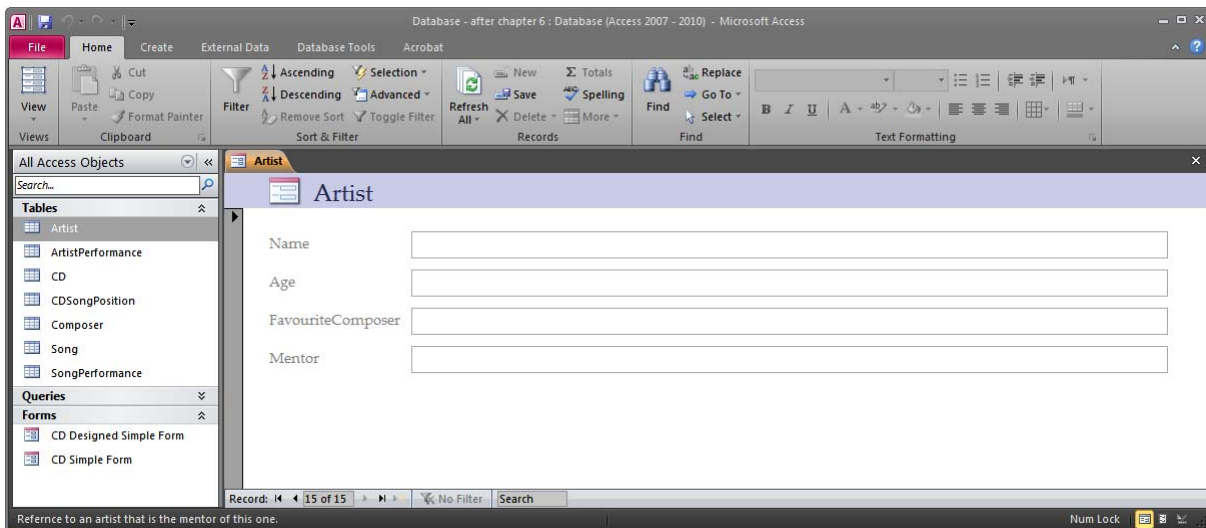 A
Database - after chapter 6 : Database (Access 2007 - 2010) - Microsoft Access
File Home Create External Data Database Tools Acrobat
View
Views
Paste
Cut
Copy
Format Painter
Clipboard
Filter
Ascending
Descending
Remove Sort
Selection
Advanced
Toggle Filter
Sort & Filter
Refresh
All
New
Save
Delete
Totals
Spelling
More
Records
Find
Replace
Go To
Select
Find
B I U A
Text Formatting
All Access Objects
Search...
Tables
Artist
ArtistPerformance
CD
CDSongPosition
Composer
Song
SongPerformance
Queries
Forms
CD Designed Simple Form
CD Simple Form
Artist
Artist
Name
Age
FavouriteComposer
Mentor
Record: 15 of 15 No Filter Search
Refernce to an artist that is the mentor of this one. Num Lock